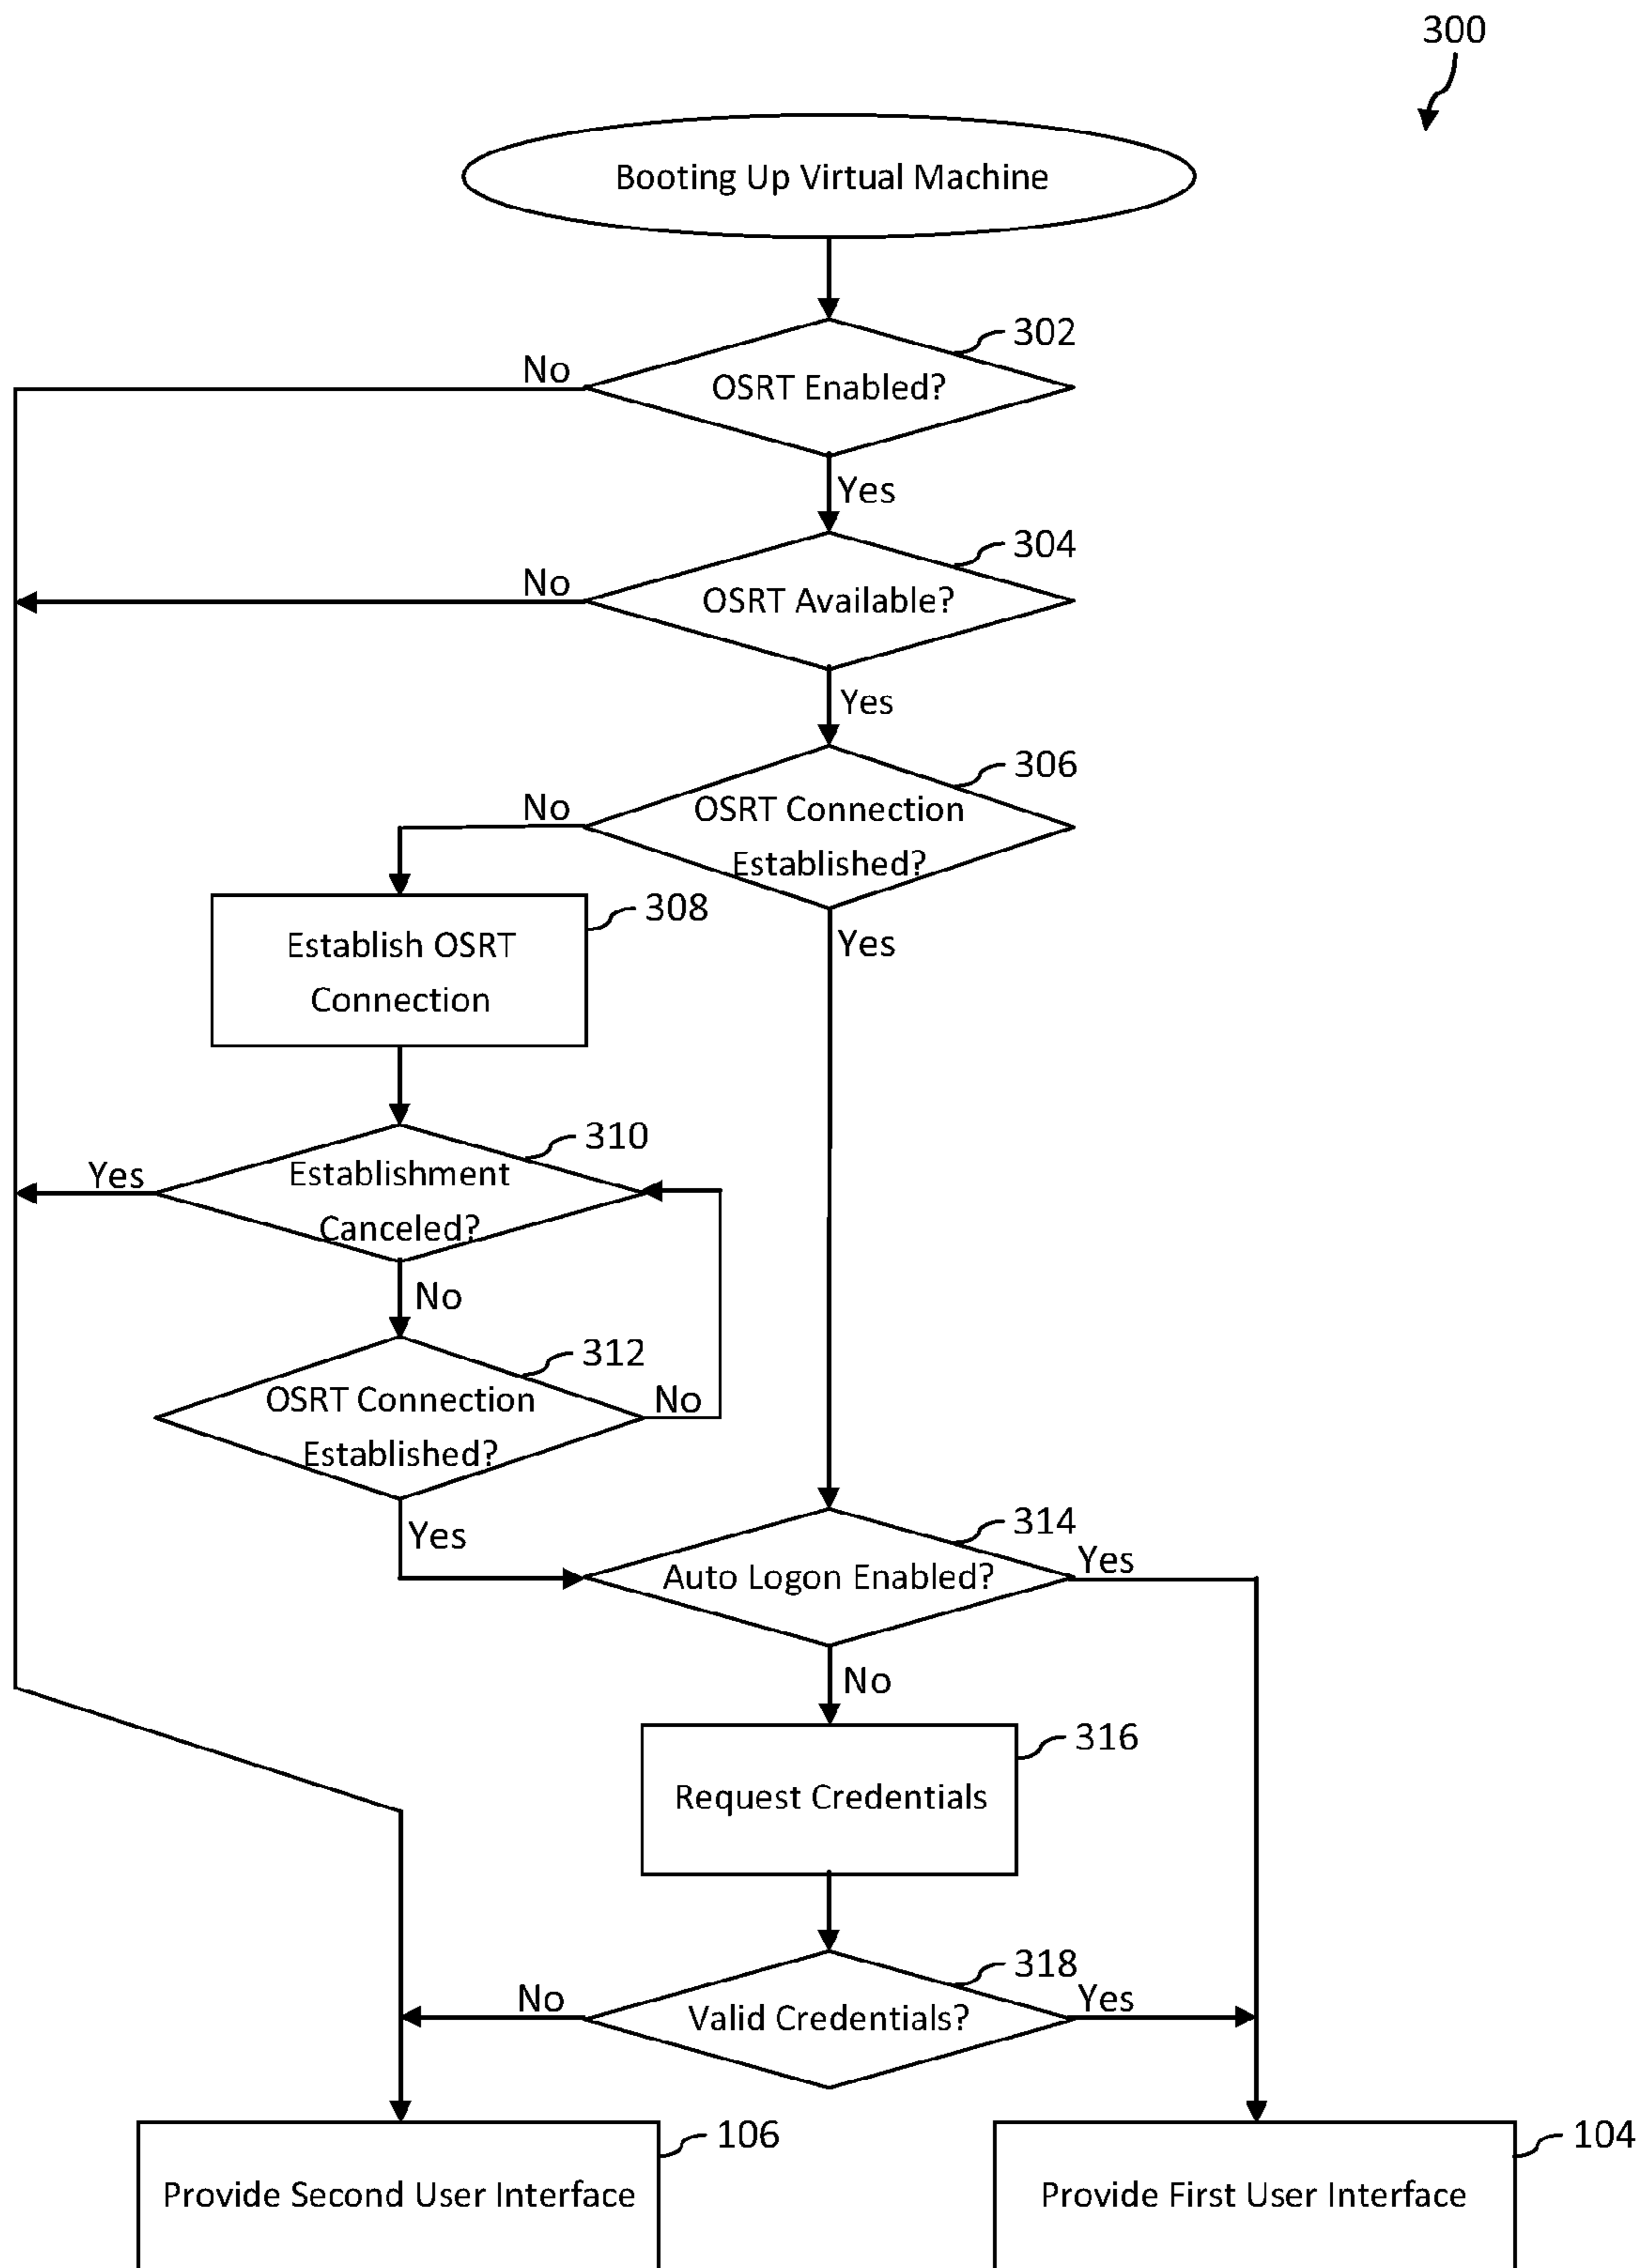 300
Booting Up Virtual Machine
302
No
OSRT Enabled?
Yes
304
No
OSRT Available?
Yes
306
No
OSRT Connection
Established?
308
Yes
Establish OSRT
Connection
310
Yes
Establishment
Canceled?
No
312
OSRT Connection
No
Established?
314
Yes
Yes
Auto Logon Enabled?
No
316
Request Credentials
318
No
Yes
Valid Credentials?
106
104
Provide Second User Interface
Provide First User Interface